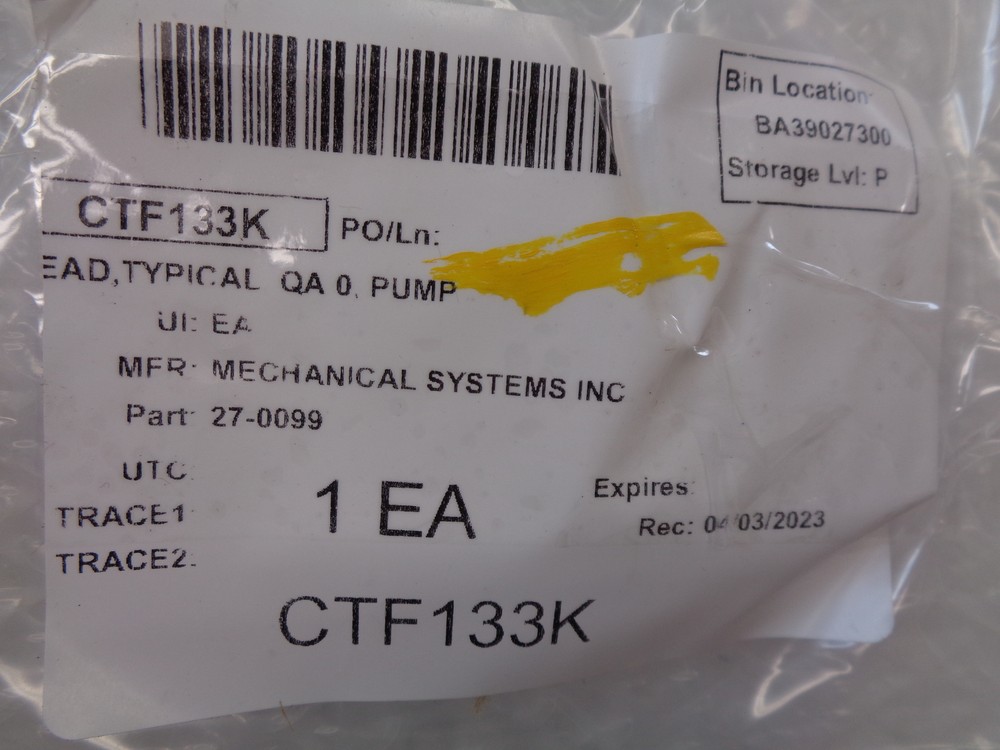 Bin Location
BA39027300
Storage Lvl: P
CTF133K
PO/Ln:
EAD,TYPICAL QA 0, PUMP
UI: EA
MFR: MECHANICAL SYSTEMS INC
Part: 27-0099
UTC:
1 EA
Expires:
TRACE1:
Rec: 04/03/2023
TRACE2:
CTF133K